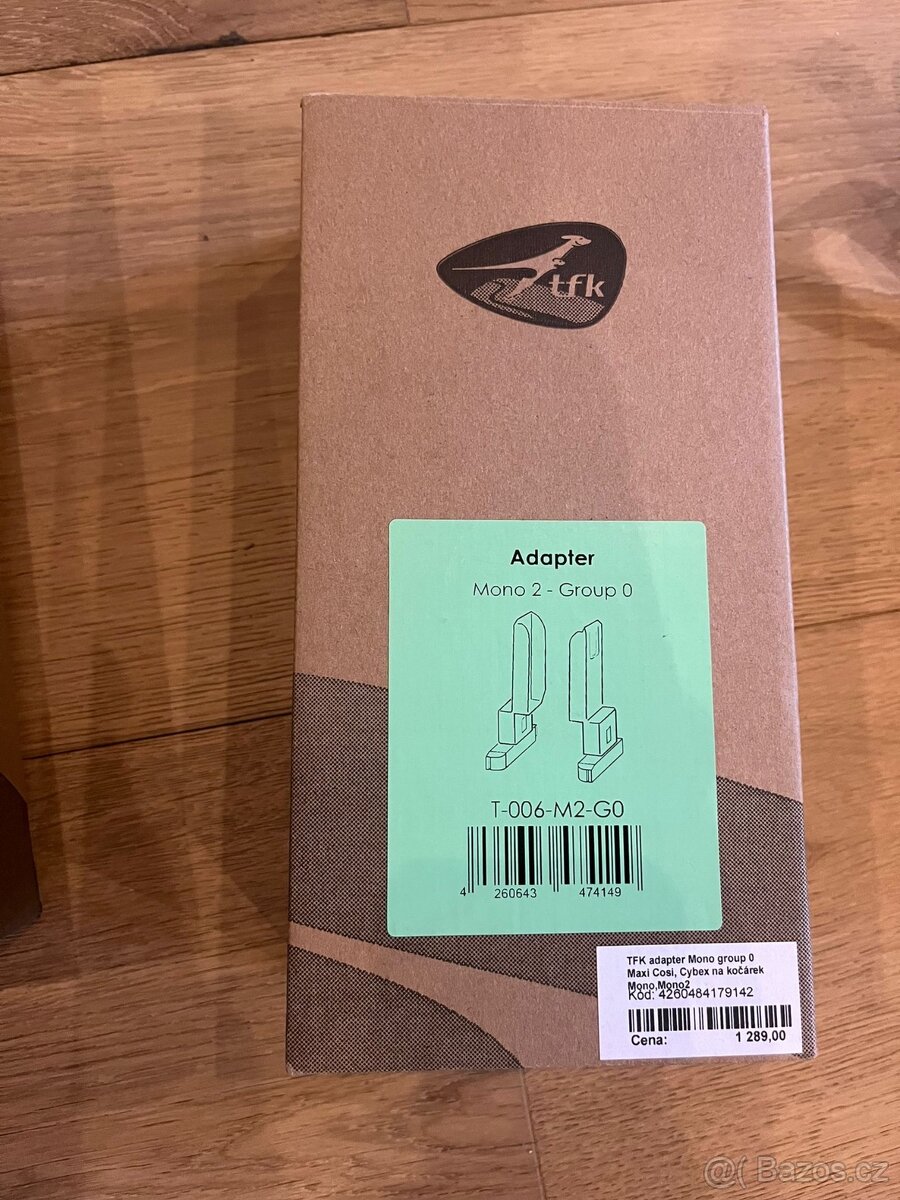 tfk
Adapter
Mono 2 - Group 0
T-006-M2-G0
4 260643 474149
TFK adapter Mono group 0
Maxi Cosi, Cybex na kočárek
Mono,Mono2
Kód: 4260484179142
Cena: 1 289,00
@( Bazos.cz